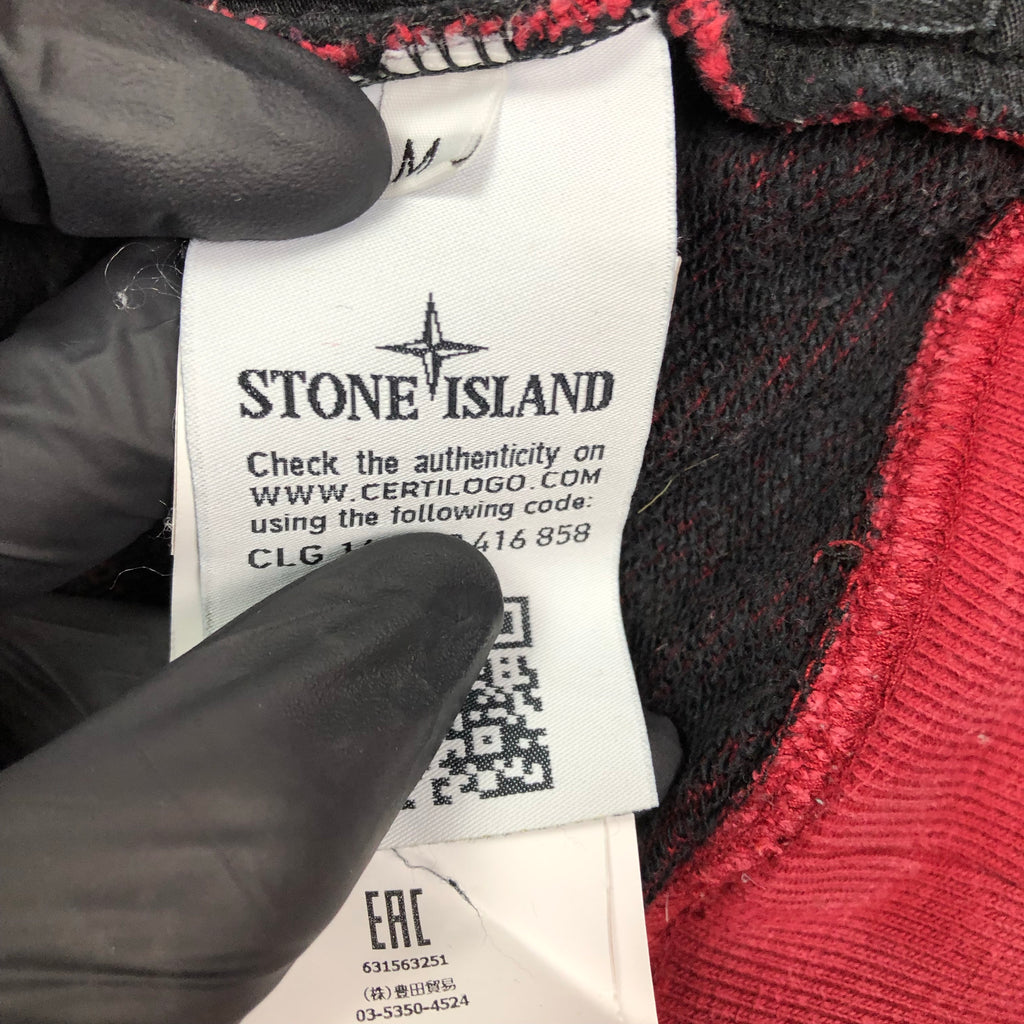 M
STONE ISLAND
Check the authenticity on
WWW.CERTILOGO.COM
using the following code:
CLG 416 858
EAC
631563251
(株)豊田貿易
03-5350-4524